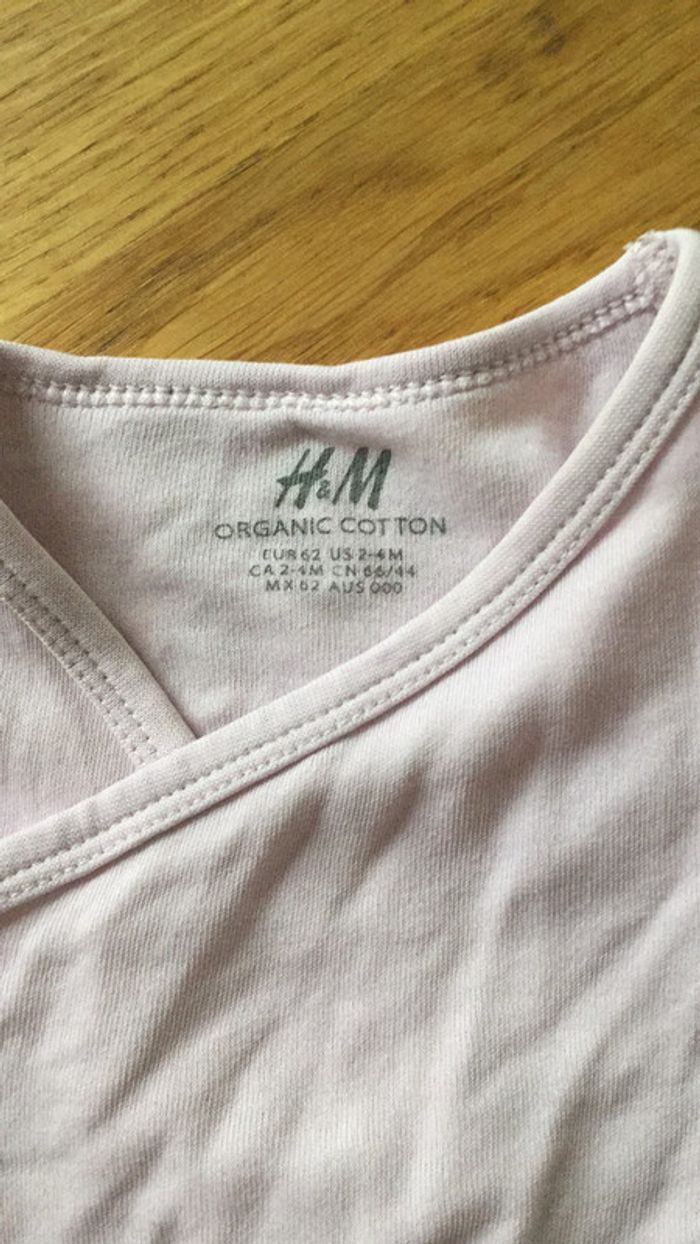 H&M
ORGANIC COTTON
EUR 62 US 2-4M
CA 2-4M CN 66/44
MX 62 AUS 000